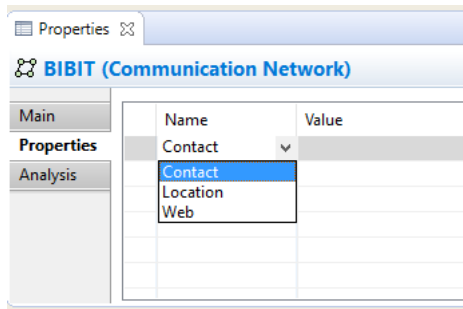 Properties
BIBIT (Communication Network)
Main
Properties
Analysis
Name Value
Contact
Contact
Location
Web